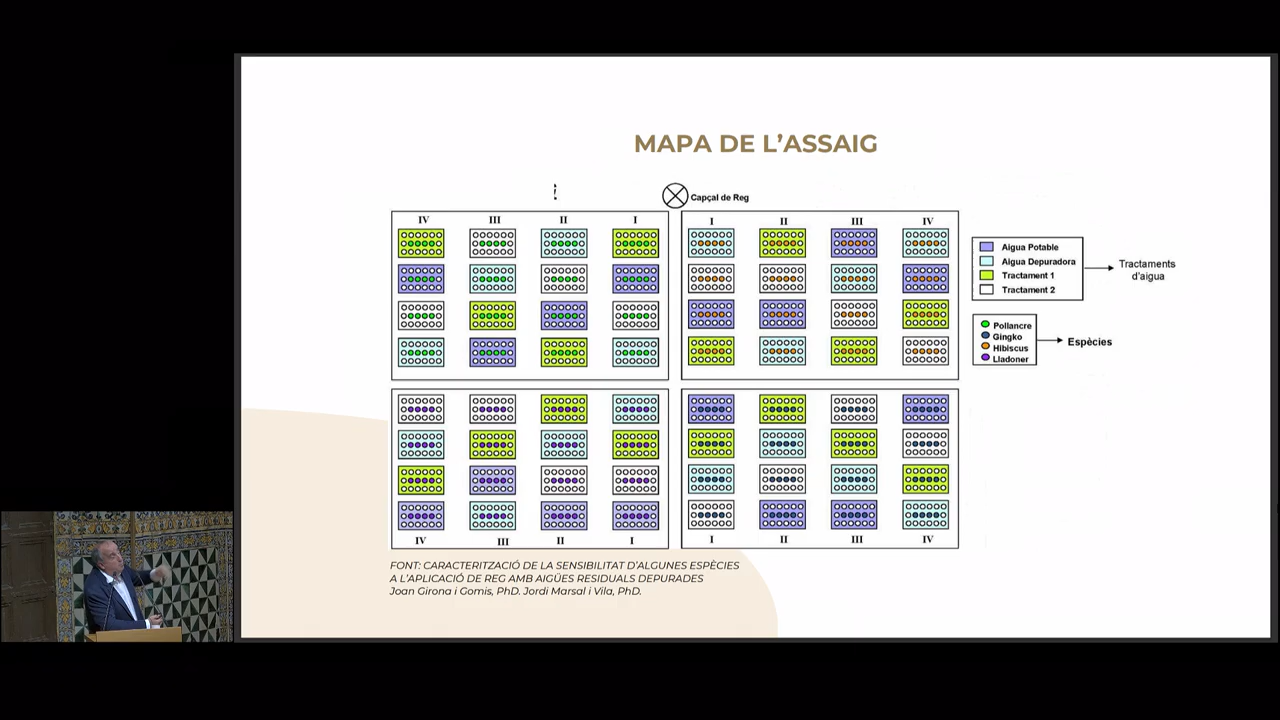 MAPA DE L'ASSAIG
Capçal de Reg
IV III II I
I II III IV
Aigua Potable
Aigua Depuradora
Tractament 1
Tractament 2
Tractaments
d'aigua
Pollancre
Gingko
Hibiscus
Lladoner
Espècies
IV III II I
I II III IV
FONT: CARACTERITZACIÓ DE LA SENSIBILITAT D'ALGUNES ESPÈCIES
A L'APLICACIÓ DE REG AMB AIGÜES RESIDUALS DEPURADES
Joan Girona i Gomis, PhD. Jordi Marsal i Vila, PhD.